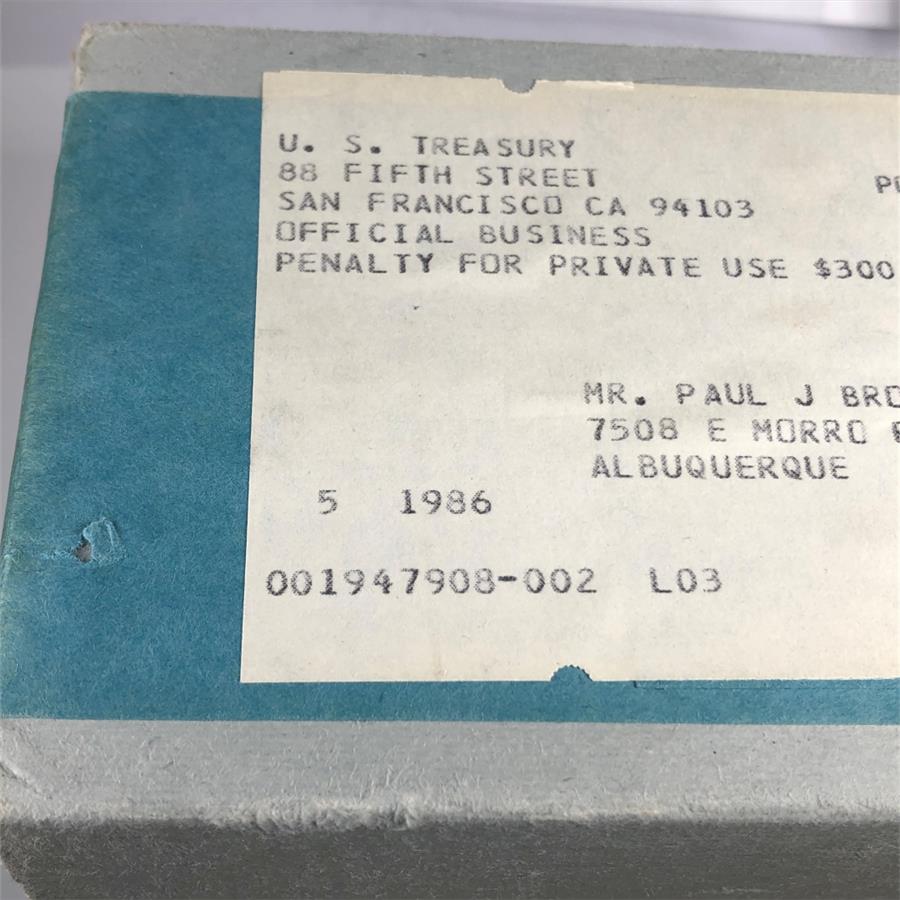 U. S. TREASURY
88 FIFTH STREET
SAN FRANCISCO CA 94103
OFFICIAL BUSINESS
PENALTY FOR PRIVATE USE $300
MR. PAUL J
7508 E MORRO
ALBUQUERQUE
5 1986
001947908-002 L03